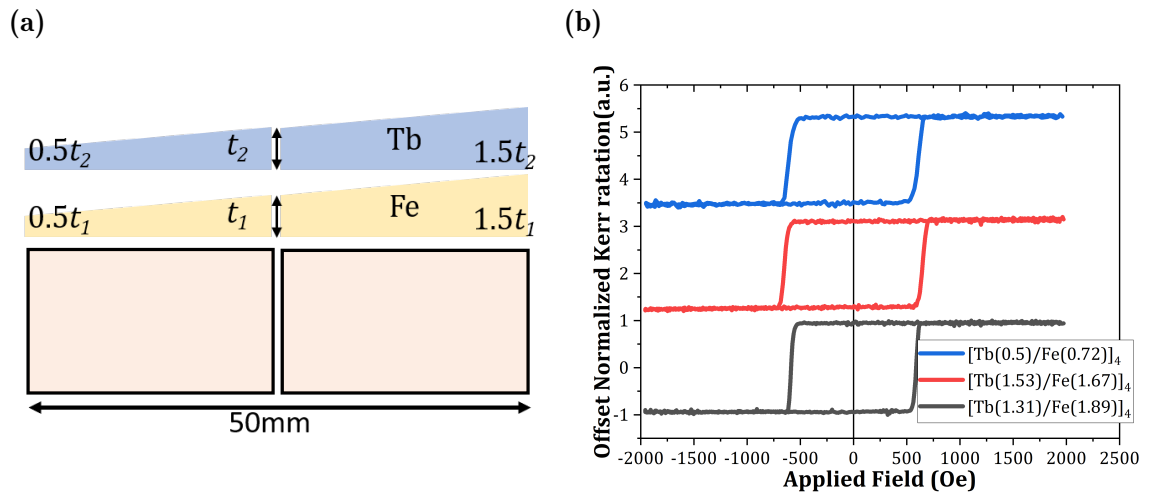 (a)
0.5t₂
t₂
Tb
1.5t₂
0.5t₁
t₁
Fe
1.5t₁
50mm
(b)
Offset Normalized Kerr ratation(a.u.)
6
5
4
3
2
1
0
-1
[Tb(0.5)/Fe(0.72)]₄
[Tb(1.53)/Fe(1.67)]₄
[Tb(1.31)/Fe(1.89)]₄
-2000 -1500 -1000 -500 0 500 1000 1500 2000 2500
Applied Field (Oe)